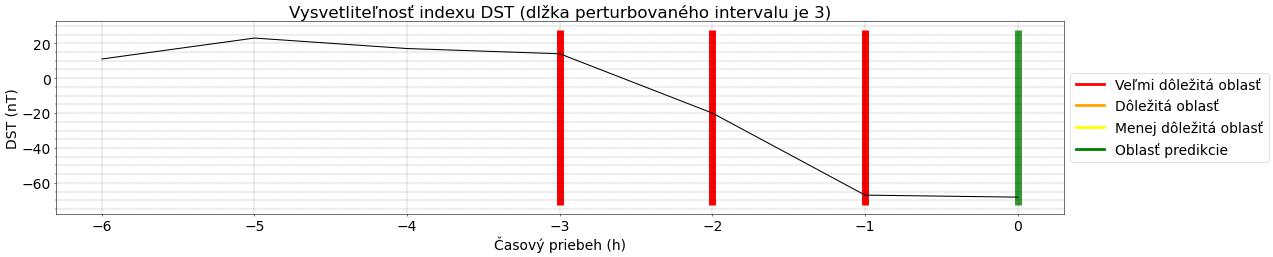 Vysvetliteľnosť indexu DST (dĺžka perturbovaného intervalu je 3)
DST (nT)
20
0
−20
−40
−60
−6 −5 −4 −3 −2 −1 0
Časový priebeh (h)
Veľmi dôležitá oblasť
Dôležitá oblasť
Menej dôležitá oblasť
Oblasť predikcie